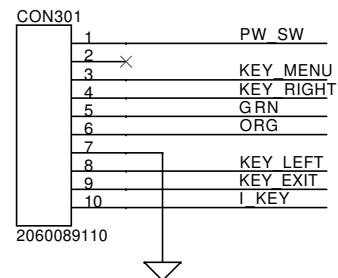 CON301
1 PW_SW
2
3 KEY_MENU
4 KEY_RIGHT
5 GRN
6 ORG
7
8 KEY_LEFT
9 KEY_EXIT
10 I_KEY
2060089110